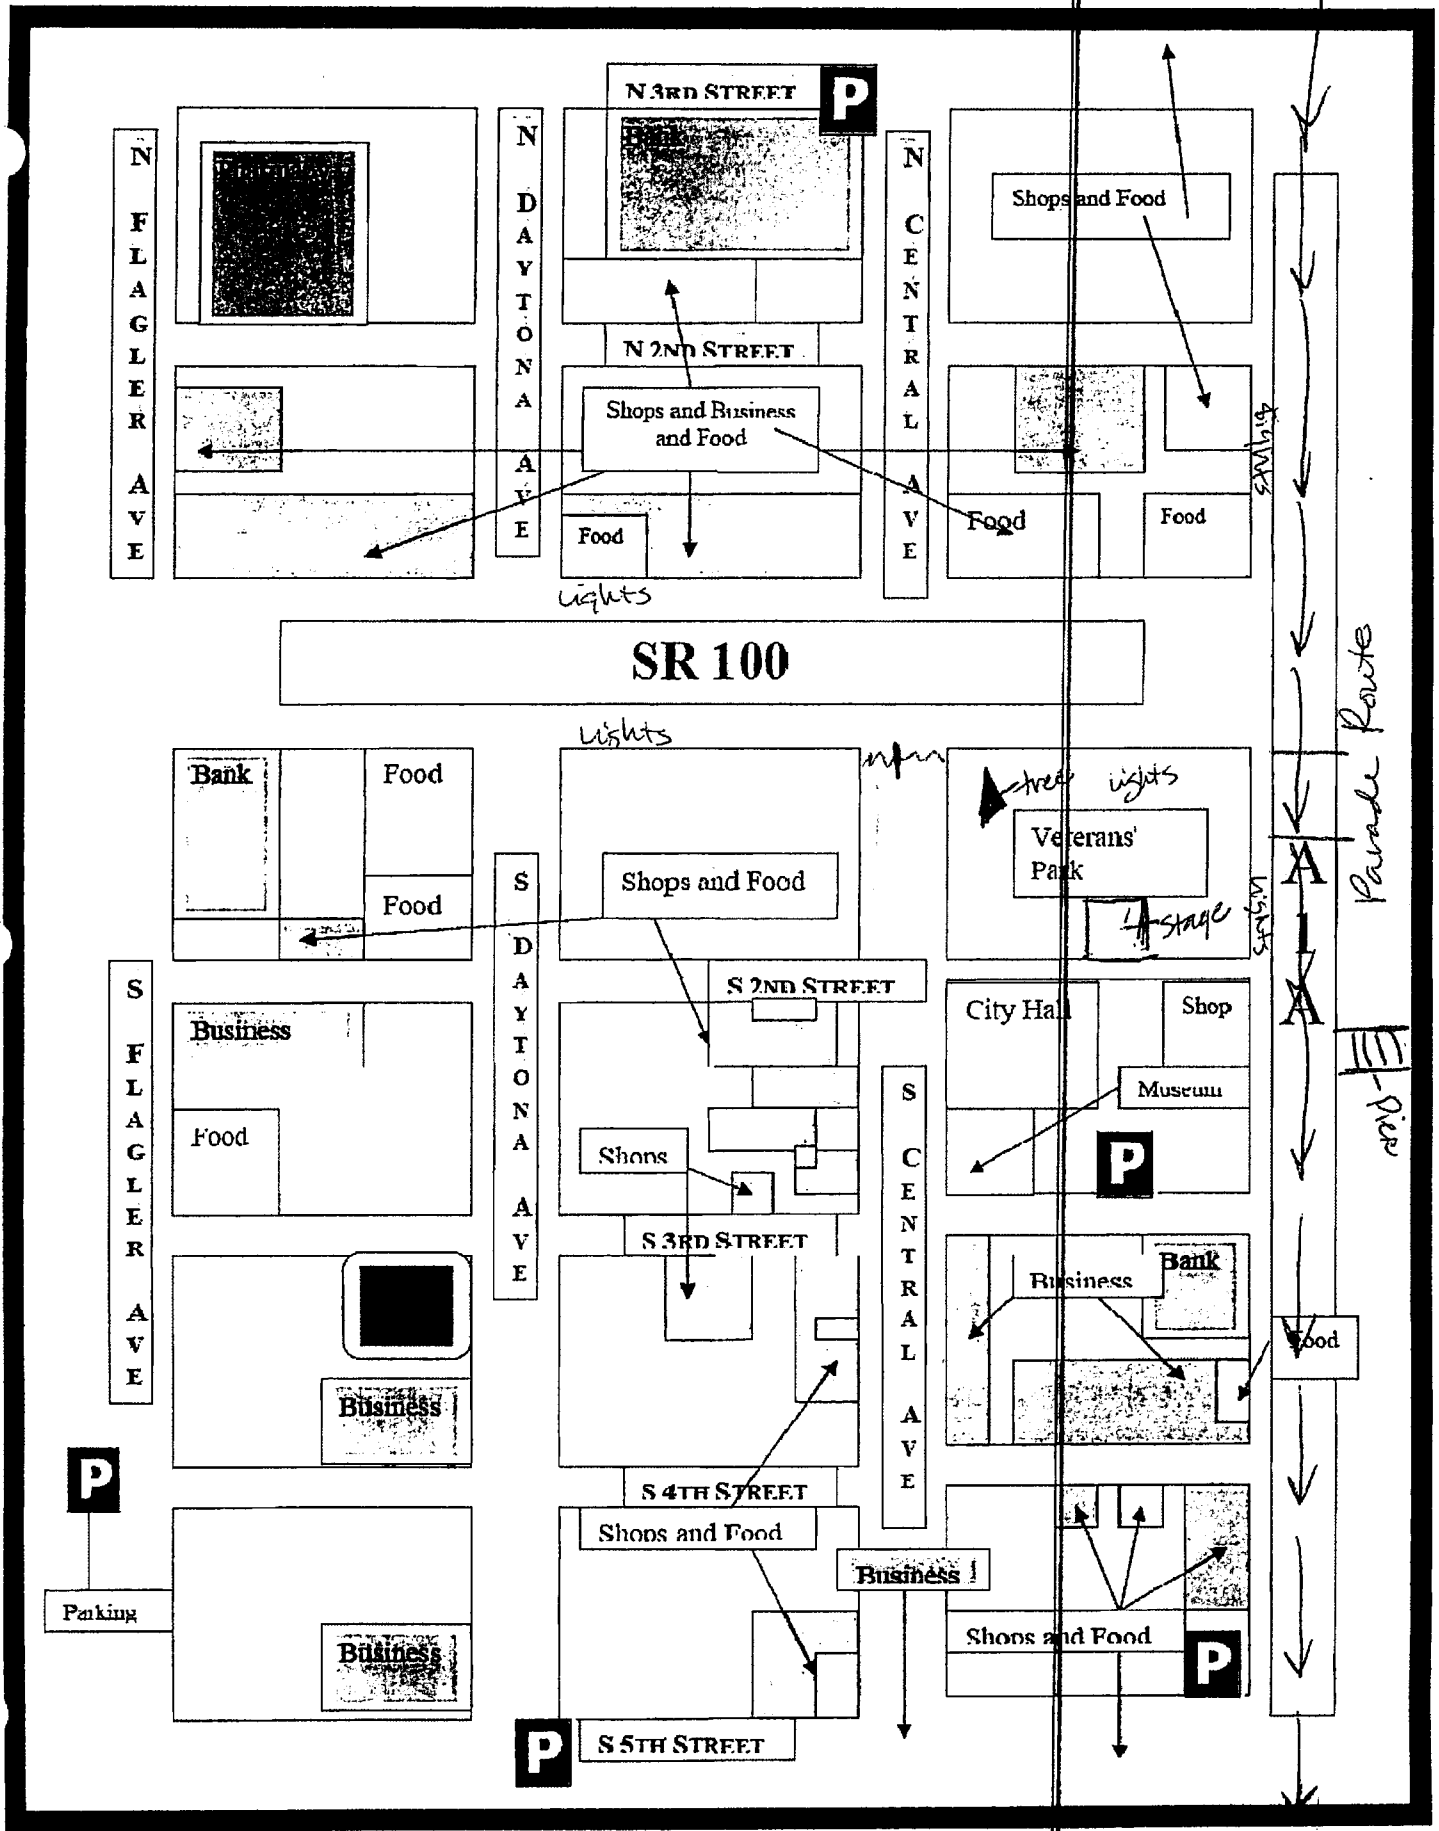 N 3RD STREET
P
N FLAGLER AVE
N DAYTONA AVE
Bank
N CENTRAL AVE
Shops and Food
N 2ND STREET
Shops and Business
and Food
Lights
Food
Food
Food
Lights
SR 100
Parade Route
Lights
Bank
Food
tree
Lights
Veterans'
Park
Shops and Food
Food
Stage
Lights
A1A
S DAYTONA AVE
S FLAGLER AVE
S 2ND STREET
City Hall
Shop
Business
Museum
Pier
S CENTRAL AVE
Food
Shops
P
S 3RD STREET
Bank
Business
Food
Business
P
S 4TH STREET
Shops and Food
Business
Parking
Shops and Food
Business
P
P
S 5TH STREET